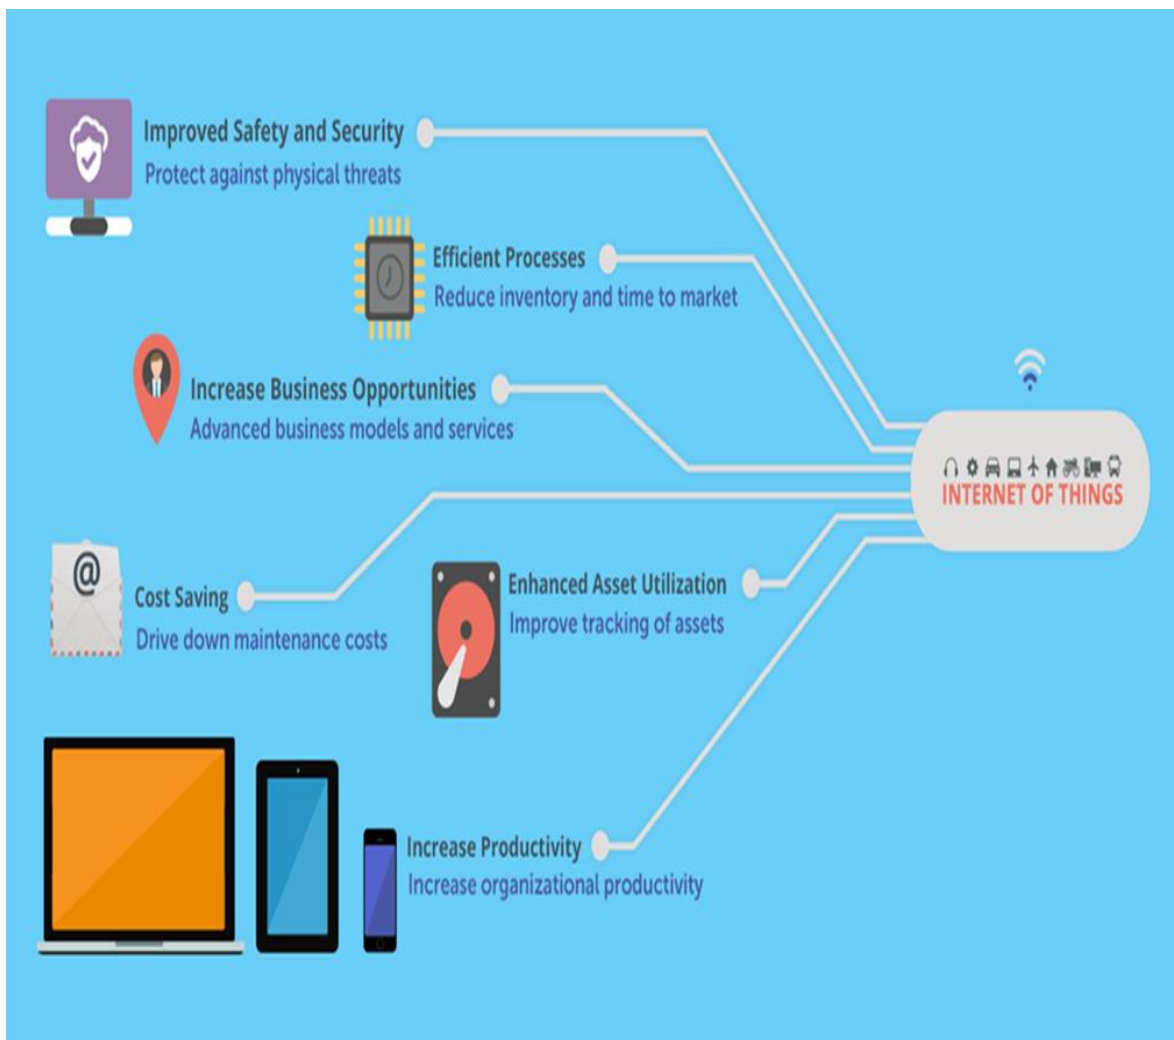 Improved Safety and Security
Protect against physical threats
Efficient Processes
Reduce inventory and time to market
Increase Business Opportunities
Advanced business models and services
INTERNET OF THINGS
@
Cost Saving
Drive down maintenance costs
Enhanced Asset Utilization
Improve tracking of assets
Increase Productivity
Increase organizational productivity